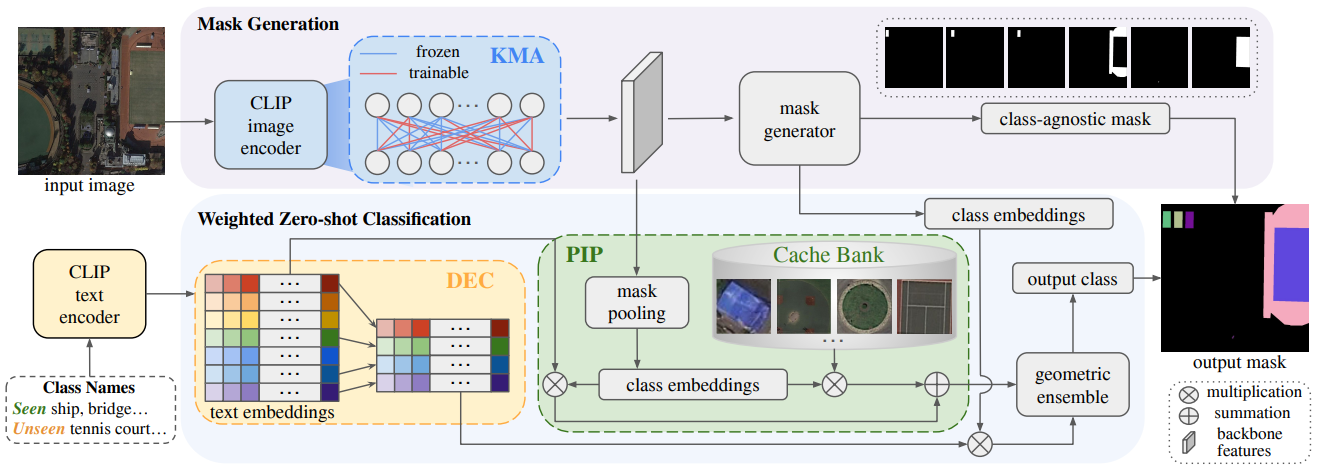 Mask Generation
input image
CLIP
image
encoder
frozen
trainable
KMA
...
mask
generator
class-agnostic mask
Weighted Zero-shot Classification
class embeddings
CLIP
text
encoder
Class Names
Seen ship, bridge...
Unseen tennis court...
DEC
...
...
...
...
...
...
...
...
...
...
text embeddings
PIP
mask
pooling
Cache Bank
...
class embeddings
output class
geometric
ensemble
output mask
multiplication
summation
backbone
features